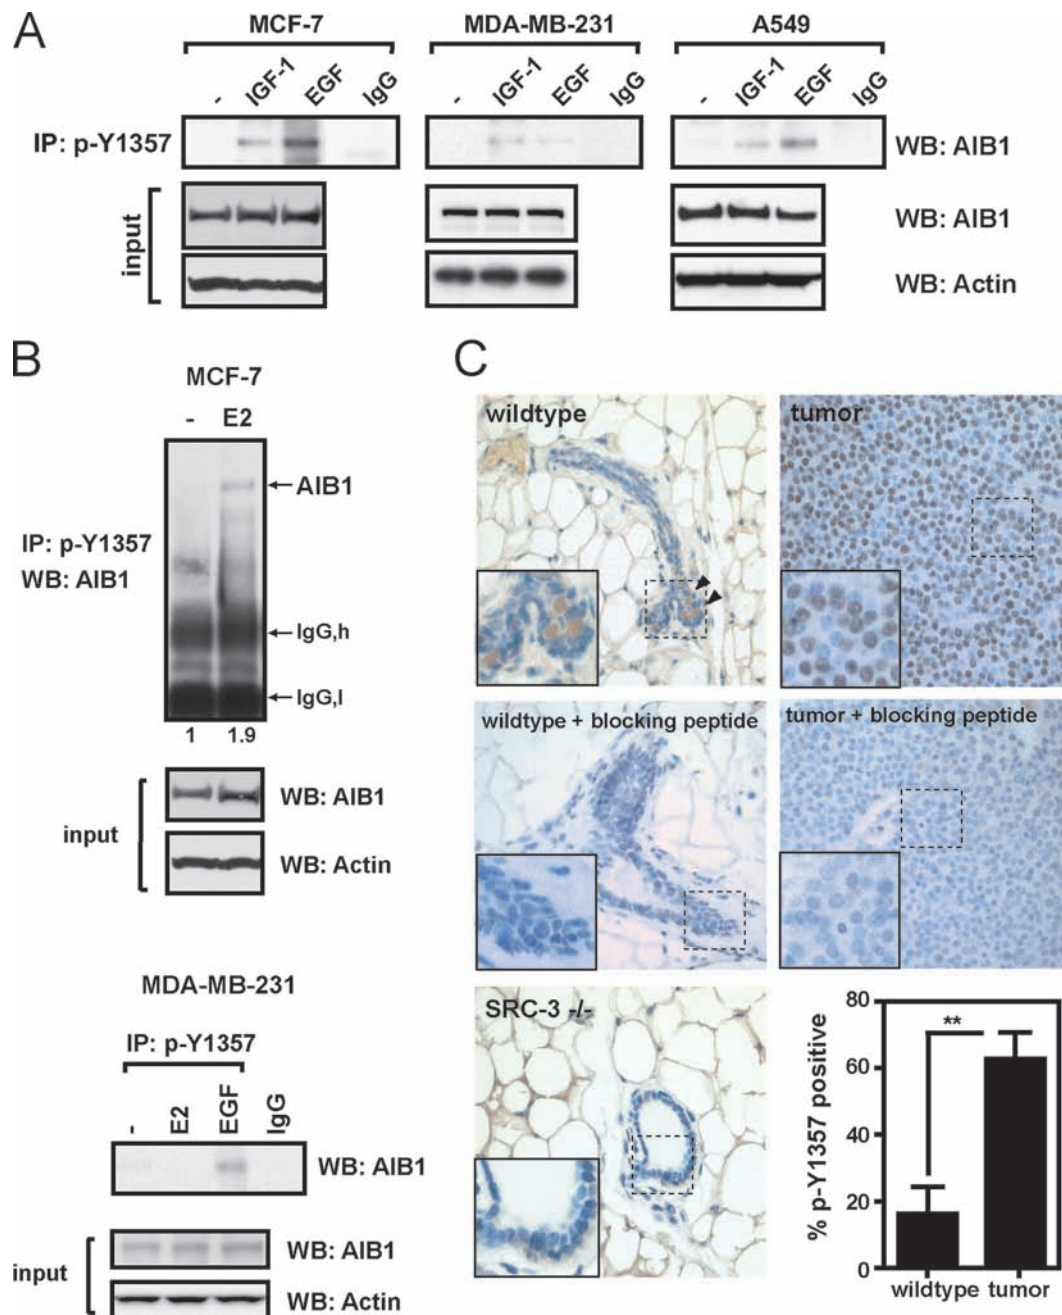 A
MCF-7
MDA-MB-231
A549
- IGF-1 EGF IgG
- IGF-1 EGF IgG
- IGF-1 EGF IgG
IP: p-Y1357
WB: AIB1
input
WB: AIB1
WB: Actin
B
MCF-7
- E2
AIB1
IP: p-Y1357
WB: AIB1
IgG,h
IgG,l
1 1.9
input
WB: AIB1
WB: Actin
MDA-MB-231
IP: p-Y1357
- E2 EGF IgG
WB: AIB1
input
WB: AIB1
WB: Actin
C
wildtype
tumor
wildtype + blocking peptide
tumor + blocking peptide
SRC-3 -/-
% p-Y1357 positive
80
60
40
20
0
**
wildtype tumor